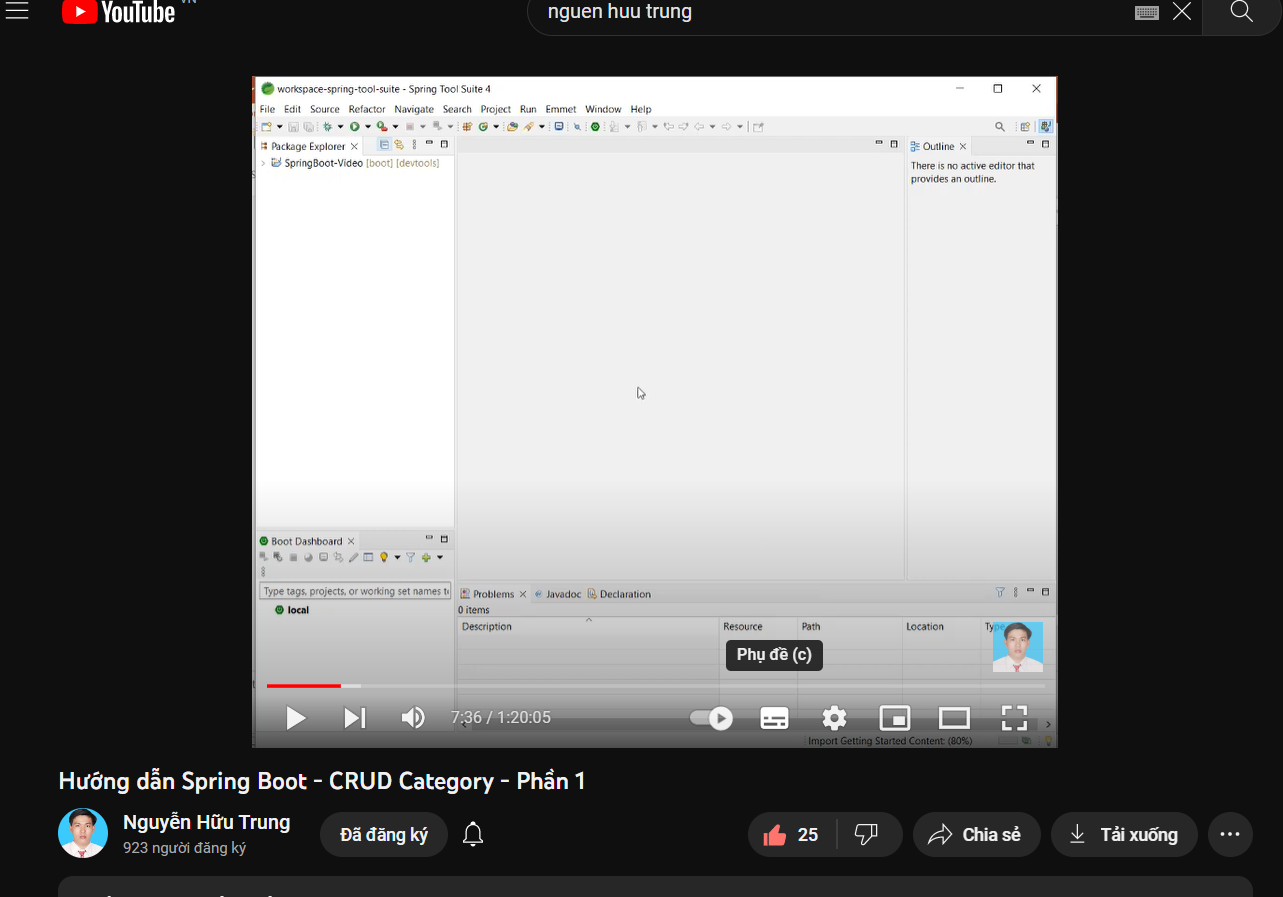 YouTube VN
nguen huu trung
workspace-spring-tool-suite - Spring Tool Suite 4
File Edit Source Refactor Navigate Search Project Run Emmet Window Help
Package Explorer
SpringBoot-Video [boot] [devtools]
Outline
There is no active editor that
provides an outline.
Boot Dashboard
Type tags, projects, or working set names t
local
Problems Javadoc Declaration
0 items
Description Resource Path Location Type
Phụ đề (c)
7:36 / 1:20:05
Import Getting Started Content: (80%)
Hướng dẫn Spring Boot - CRUD Category - Phần 1
Nguyễn Hữu Trung
923 người đăng ký
Đã đăng ký
25
Chia sẻ
Tải xuống